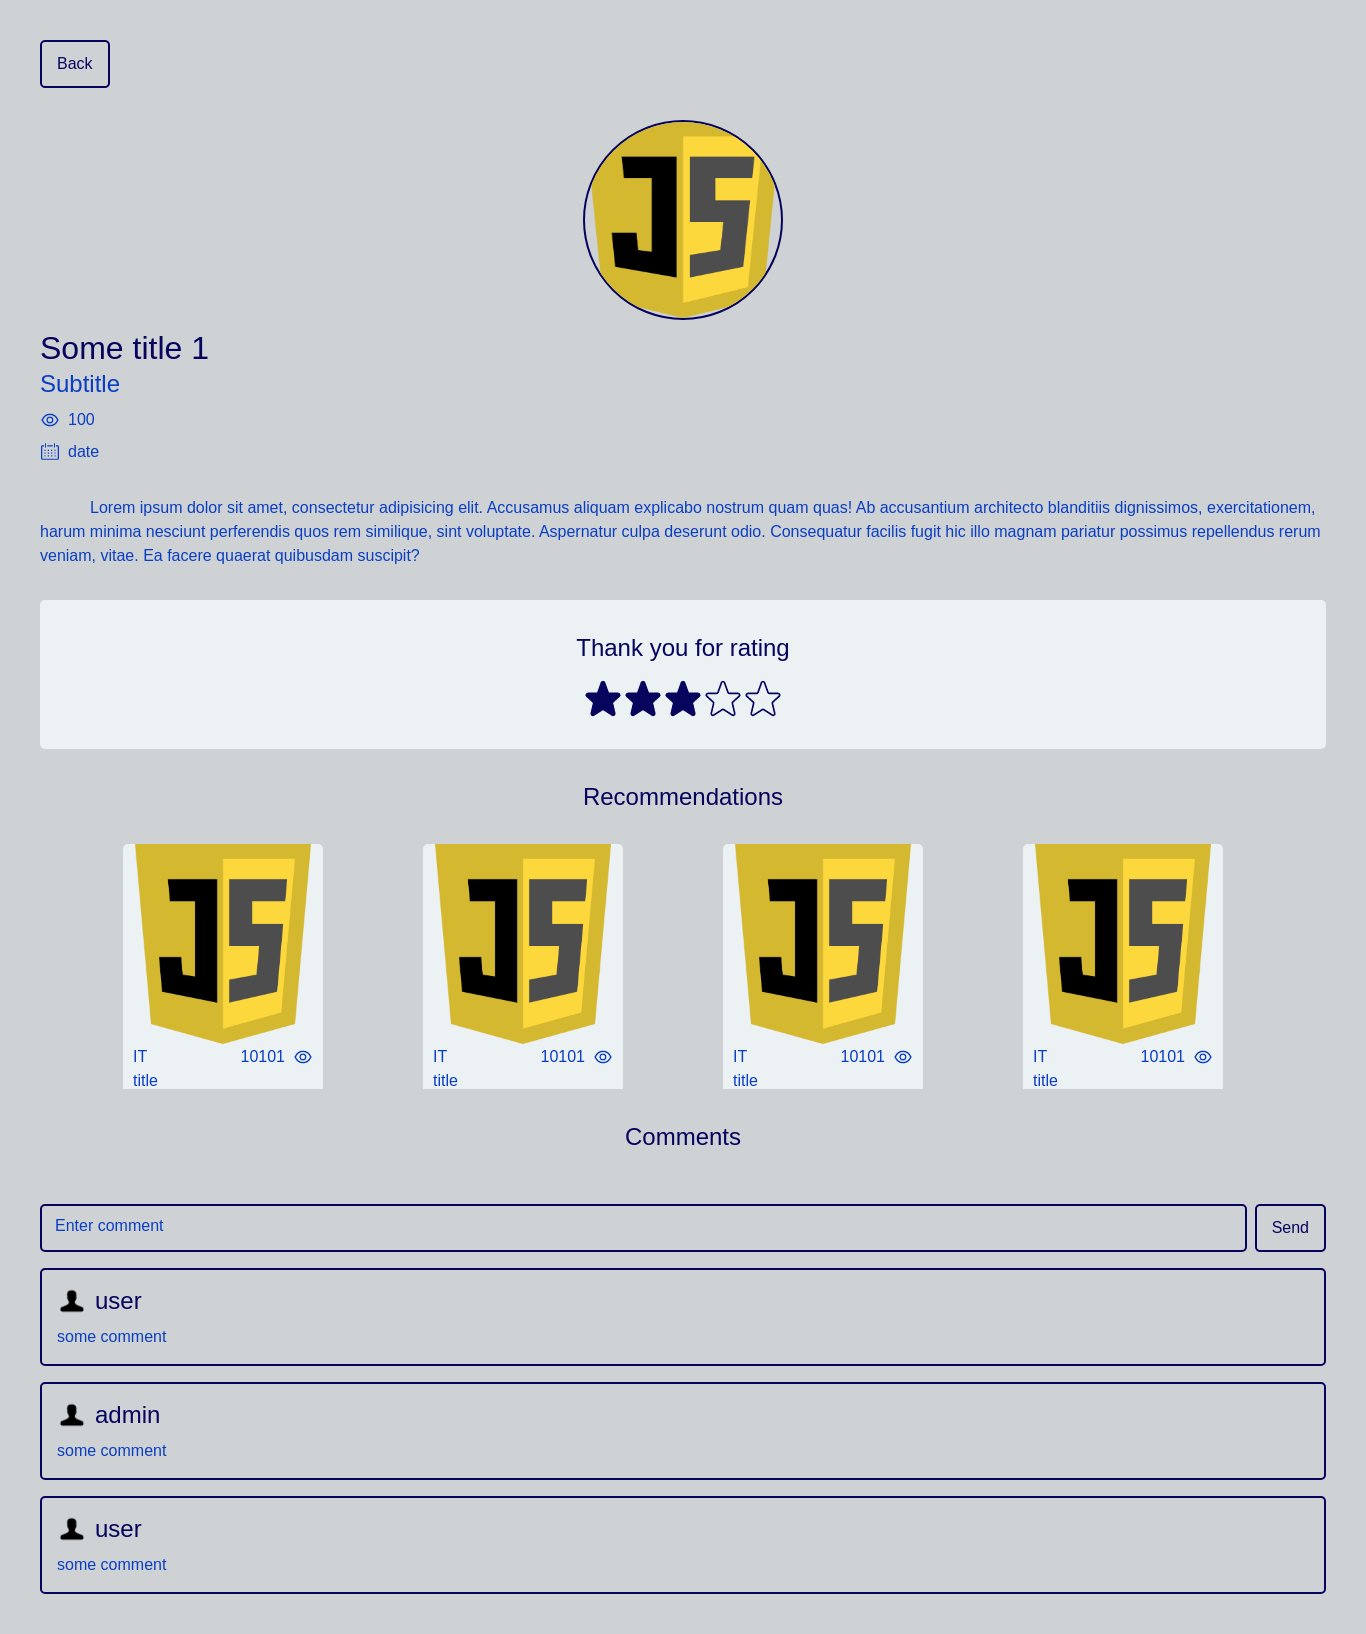 Back
JS
Some title 1
Subtitle
100
date
Lorem ipsum dolor sit amet, consectetur adipisicing elit. Accusamus aliquam explicabo nostrum quam quas! Ab accusantium architecto blanditiis dignissimos, exercitationem,
harum minima nesciunt perferendis quos rem similique, sint voluptate. Aspernatur culpa deserunt odio. Consequatur facilis fugit hic illo magnam pariatur possimus repellendus rerum
veniam, vitae. Ea facere quaerat quibusdam suscipit?
Thank you for rating
Recommendations
JS
IT 10101
title
JS
IT 10101
title
JS
IT 10101
title
JS
IT 10101
title
Comments
Enter comment
Send
user
some comment
admin
some comment
user
some comment